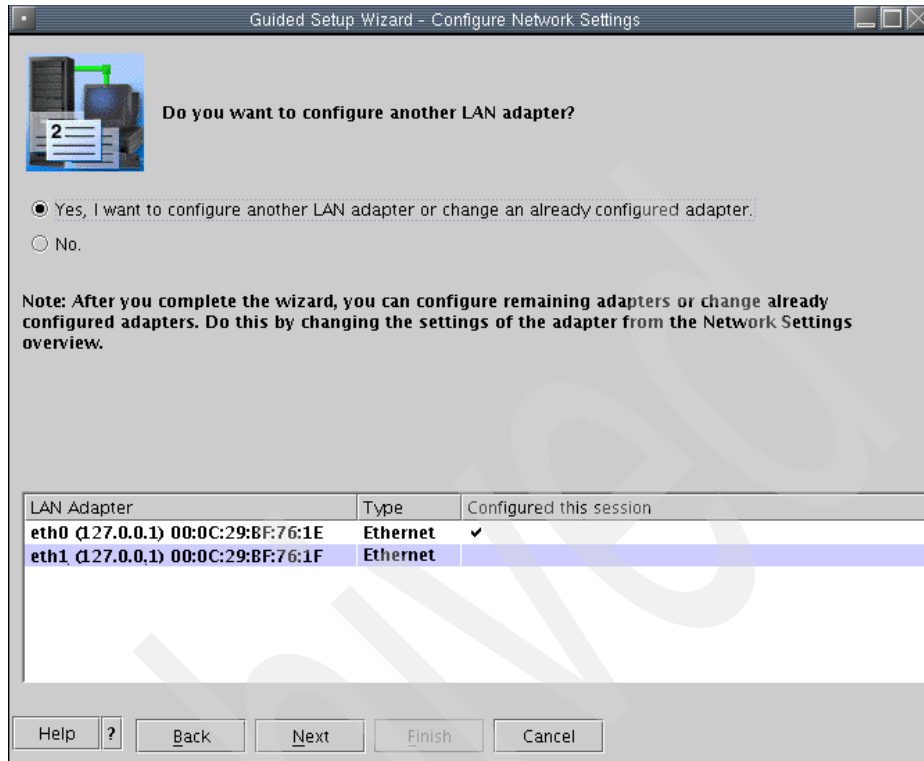 Guided Setup Wizard - Configure Network Settings
2
Do you want to configure another LAN adapter?
Yes, I want to configure another LAN adapter or change an already configured adapter.
No.
Note: After you complete the wizard, you can configure remaining adapters or change already
configured adapters. Do this by changing the settings of the adapter from the Network Settings
overview.
LAN Adapter Type Configured this session
eth0 (127.0.0.1) 00:0C:29:BF:76:1E Ethernet ✔
eth1 (127.0.0.1) 00:0C:29:BF:76:1F Ethernet
Help ? Back Next Finish Cancel
hived